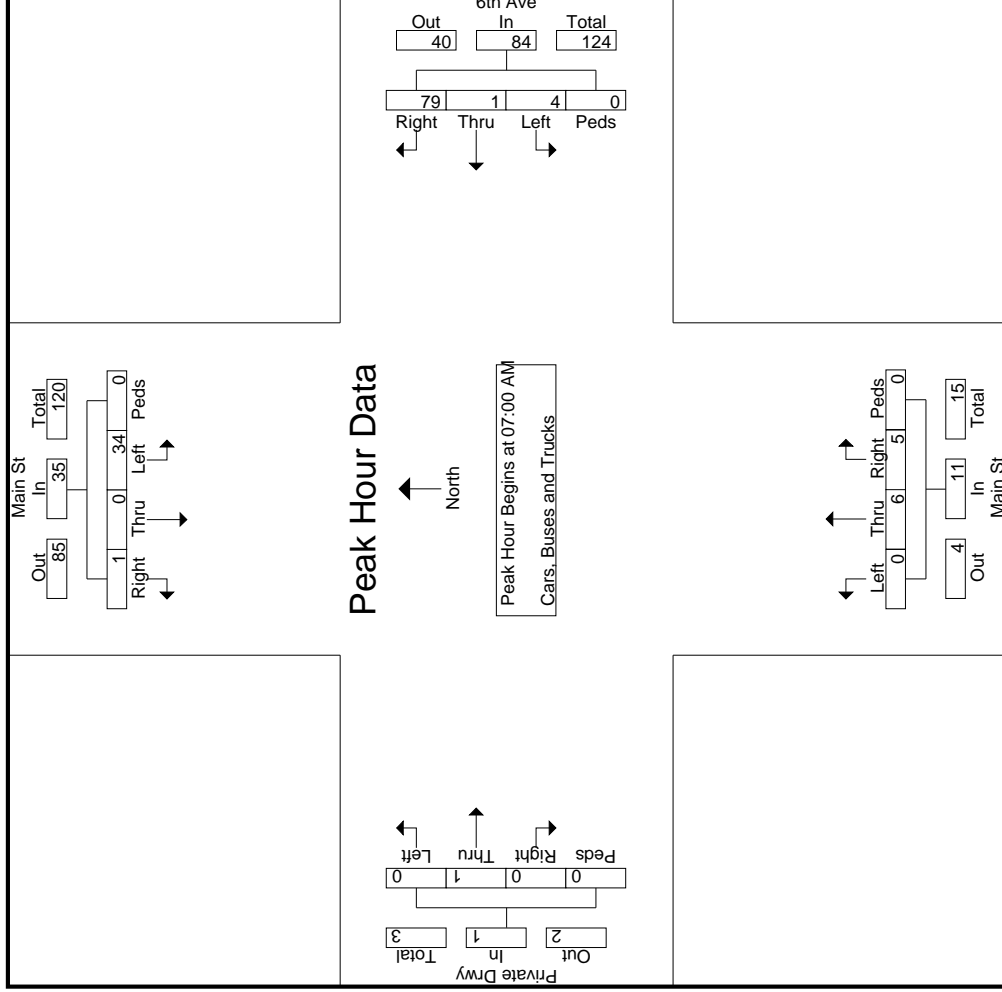 6th Ave
Out In Total
40 84 124
79 1 4 0
Right Thru Left Peds
Main St
Out In Total
85 35 120
1 0 34 0
Right Thru Left Peds
Peak Hour Data
North
Peak Hour Begins at 07:00 AM
Cars, Buses and Trucks
Left Thru Right Peds
0 6 5 0
4 11 15
Out In Total
Main St
Left Thru Right Peds
0 1 0 0
3 1 2
Total In Out
Private Drwy